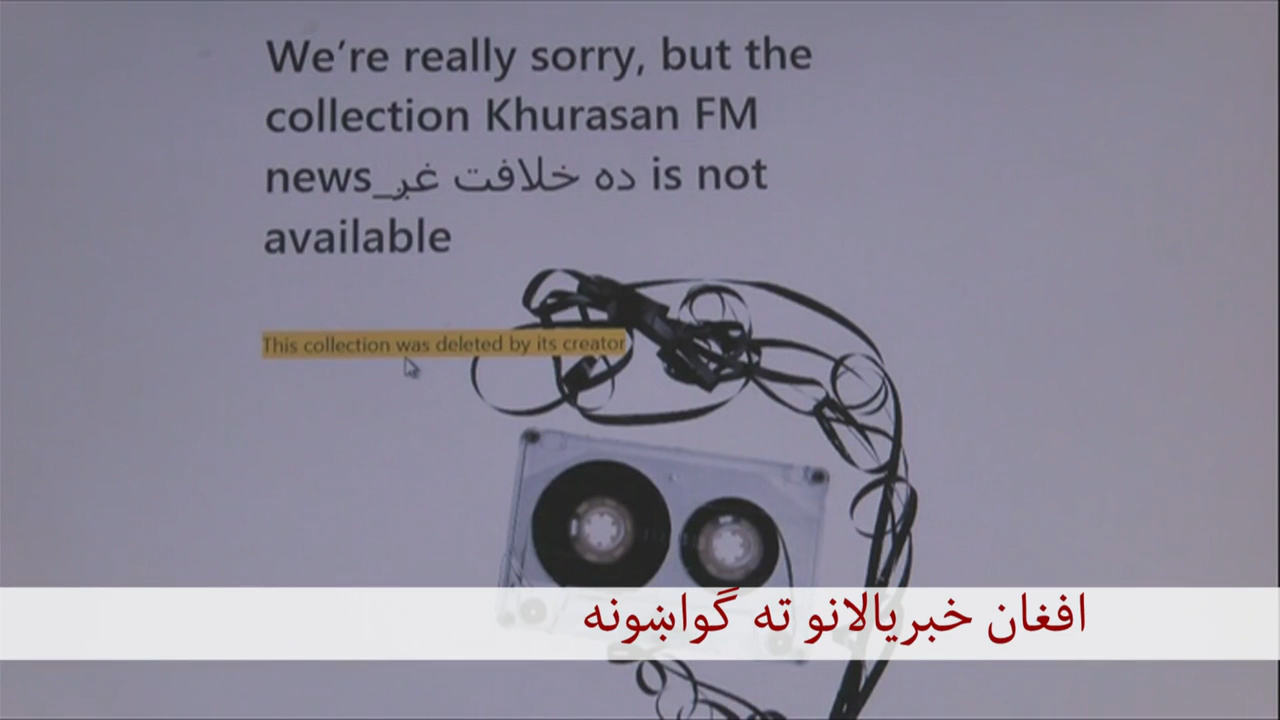 We're really sorry, but the
collection Khurasan FM
news_ده خلافت غږ is not
available
This collection was deleted by its creator
افغان خبریالانو ته گواښونه